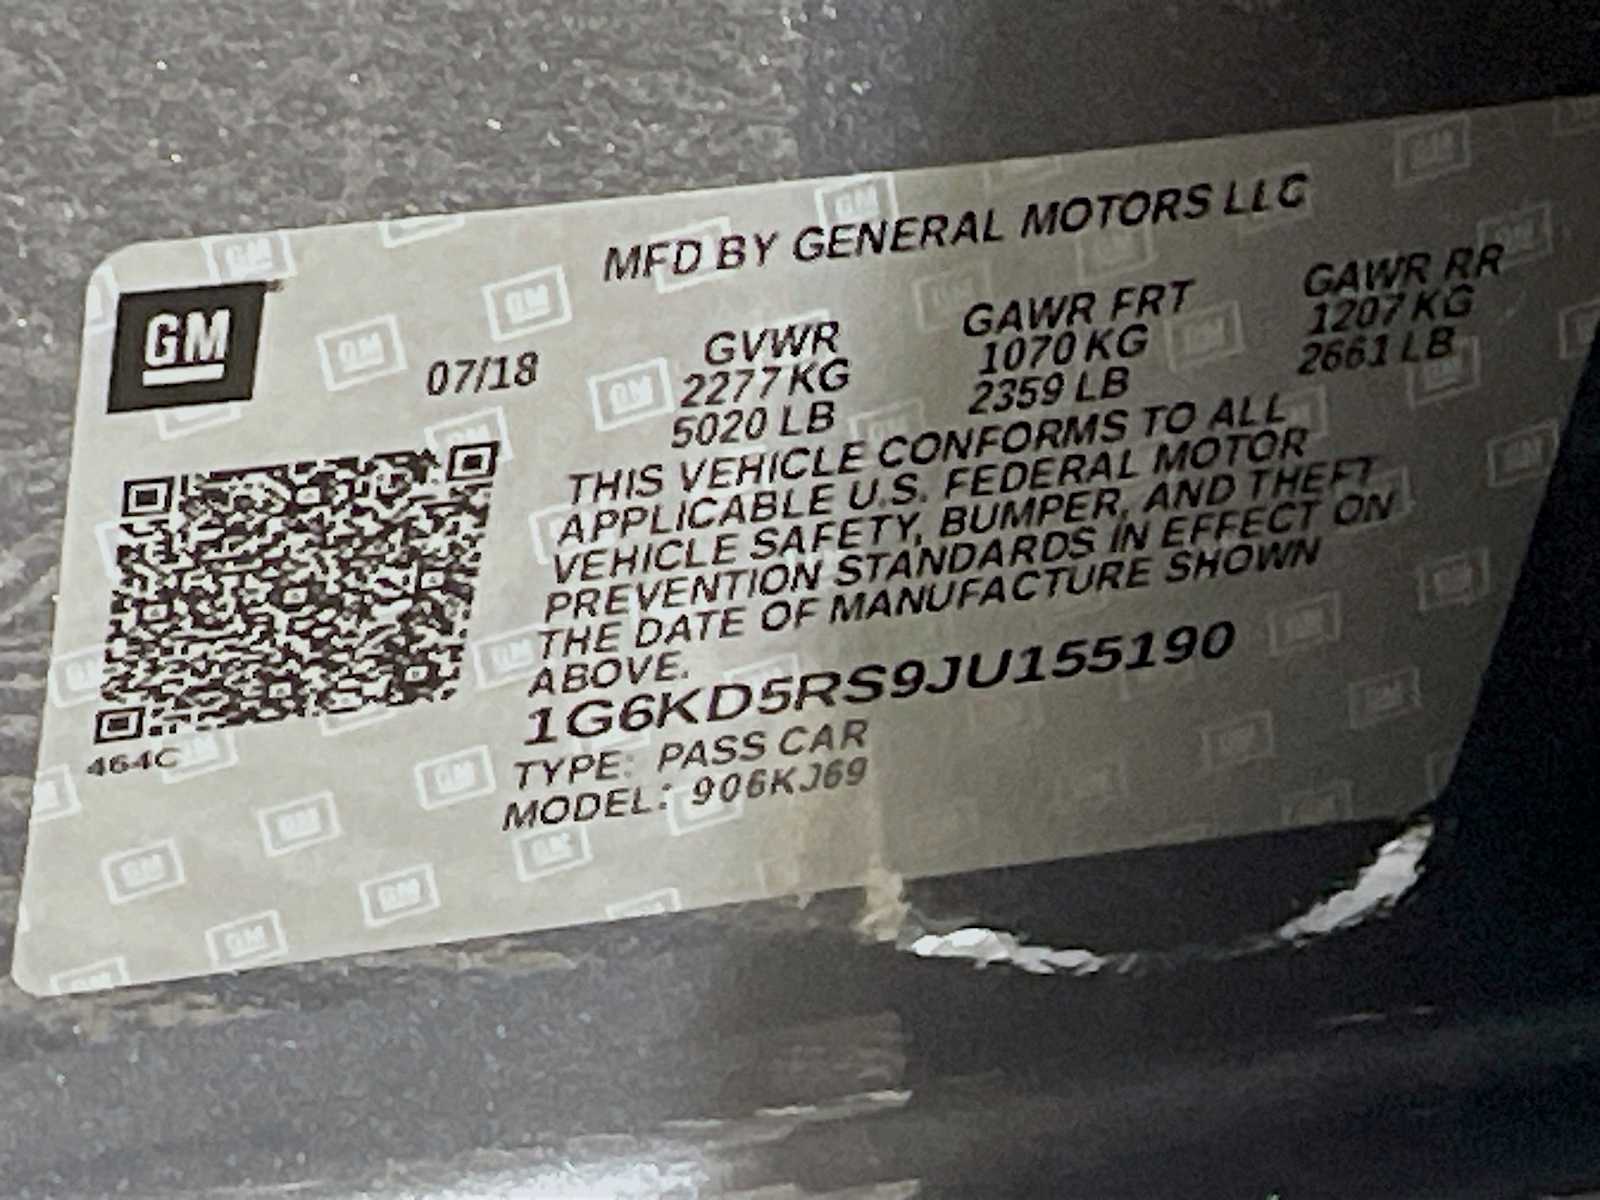 MFD BY GENERAL MOTORS LLC
GM
07/18
GVWR GAWR FRT GAWR RR
2277 KG 1070 KG 1207 KG
5020 LB 2359 LB 2661 LB
THIS VEHICLE CONFORMS TO ALL
APPLICABLE U.S. FEDERAL MOTOR
VEHICLE SAFETY, BUMPER, AND THEFT
PREVENTION STANDARDS IN EFFECT ON
THE DATE OF MANUFACTURE SHOWN
ABOVE.
1G6KD5RS9JU155190
TYPE: PASS CAR
MODEL: 906KJ69
464C